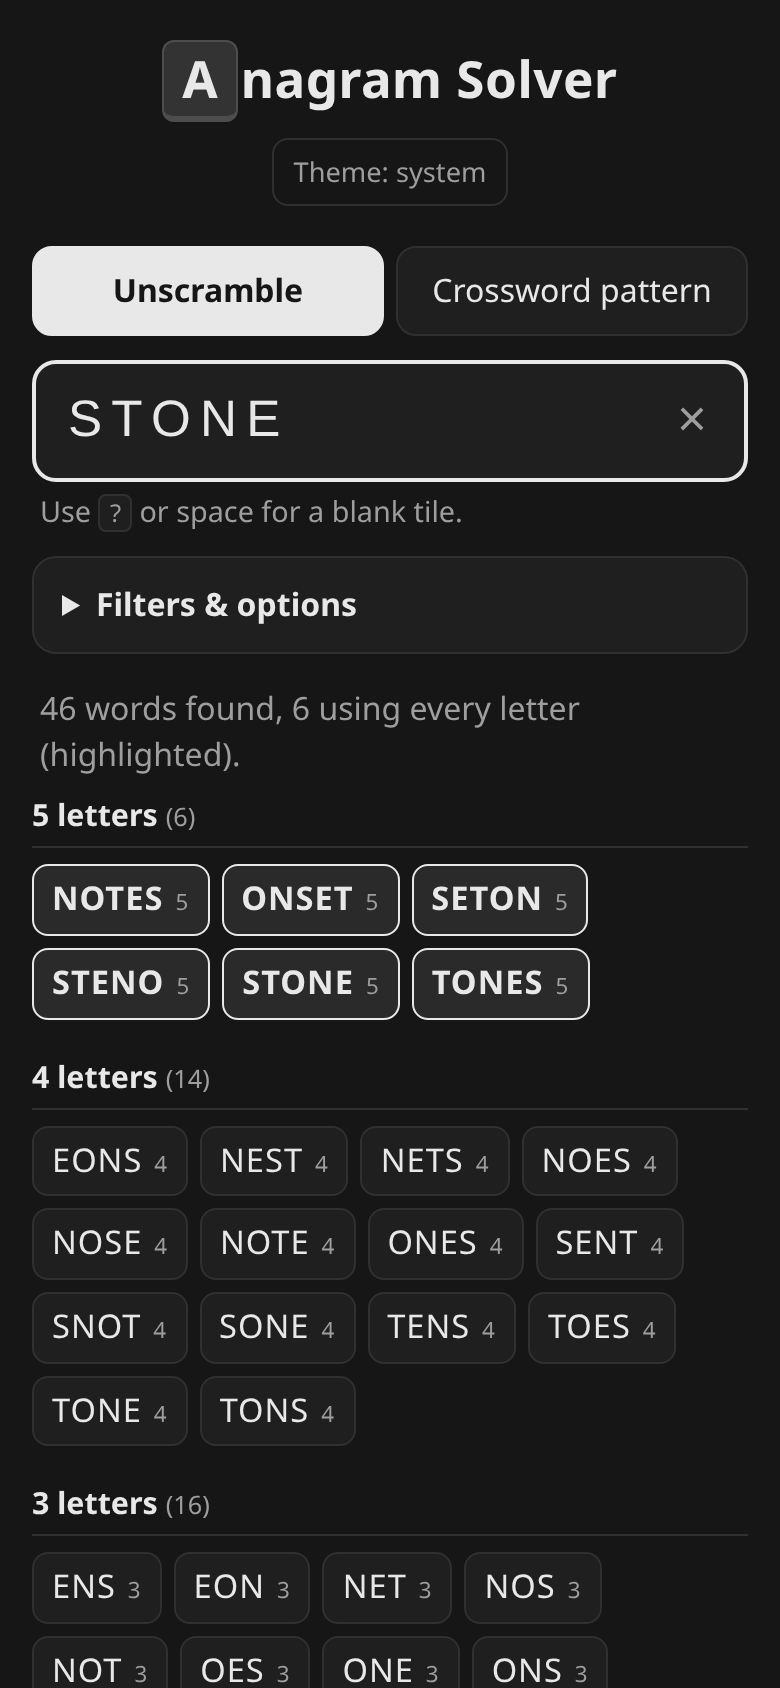 Anagram Solver
Theme: system
Unscramble Crossword pattern
STONE ×
Use ? or space for a blank tile.
▶ Filters & options
46 words found, 6 using every letter
(highlighted).
5 letters (6)
NOTES 5 ONSET 5 SETON 5
STENO 5 STONE 5 TONES 5
4 letters (14)
EONS 4 NEST 4 NETS 4 NOES 4
NOSE 4 NOTE 4 ONES 4 SENT 4
SNOT 4 SONE 4 TENS 4 TOES 4
TONE 4 TONS 4
3 letters (16)
ENS 3 EON 3 NET 3 NOS 3
NOT 3 OES 3 ONE 3 ONS 3